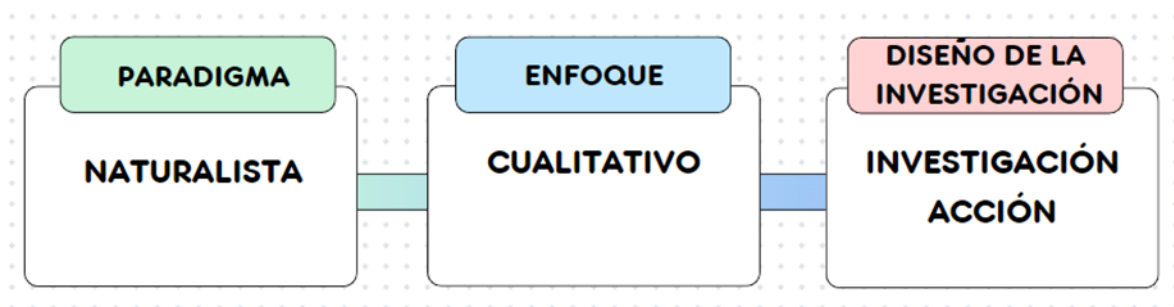 PARADIGMA
NATURALISTA
ENFOQUE
CUALITATIVO
DISEÑO DE LA
INVESTIGACIÓN
INVESTIGACIÓN
ACCIÓN